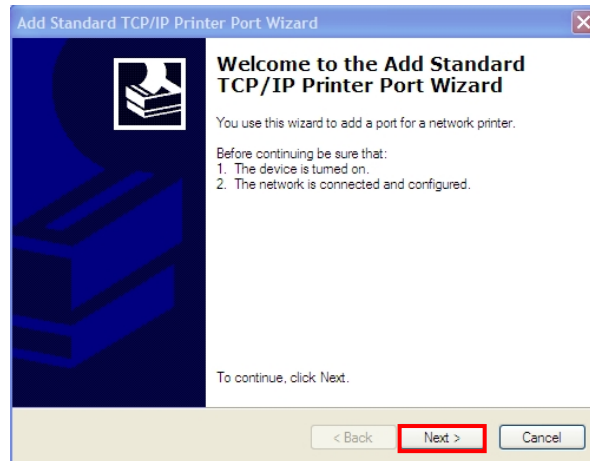 Add Standard TCP/IP Printer Port Wizard
Welcome to the Add Standard
TCP/IP Printer Port Wizard
You use this wizard to add a port for a network printer.
Before continuing be sure that:
1. The device is turned on.
2. The network is connected and configured.
To continue, click Next.
< Back Next > Cancel